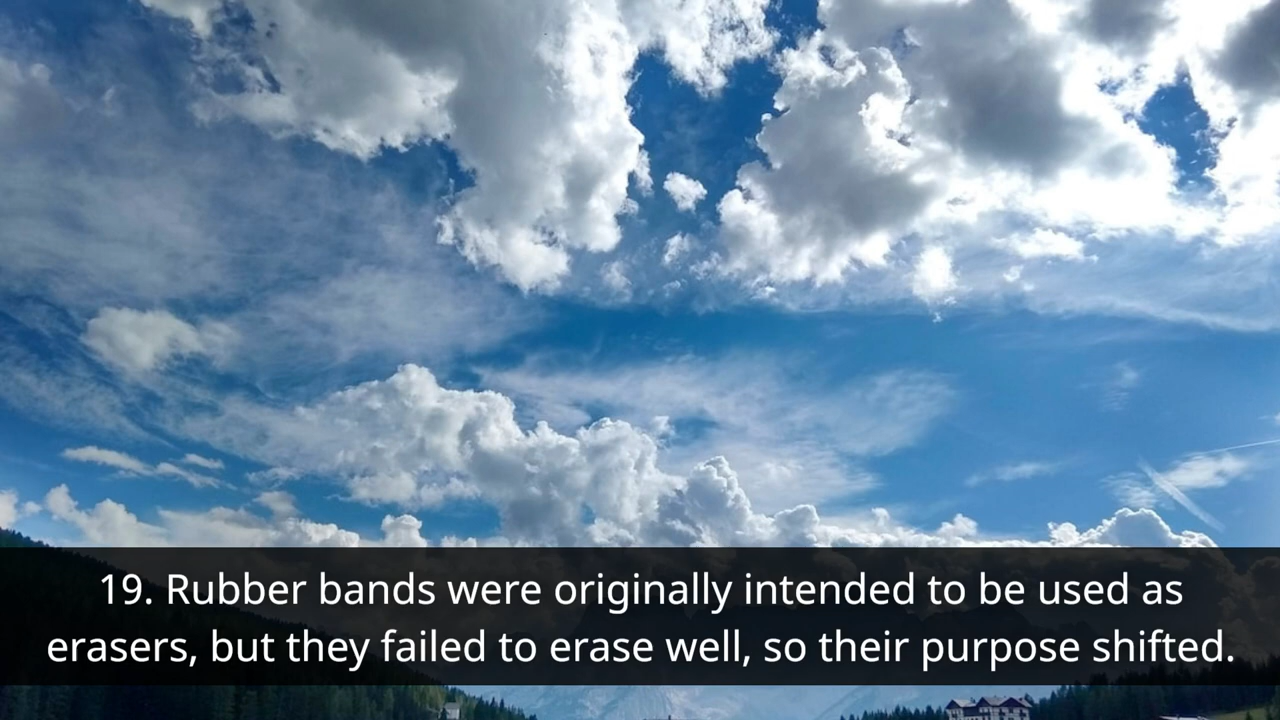 19. Rubber bands were originally intended to be used as
erasers, but they failed to erase well, so their purpose shifted.